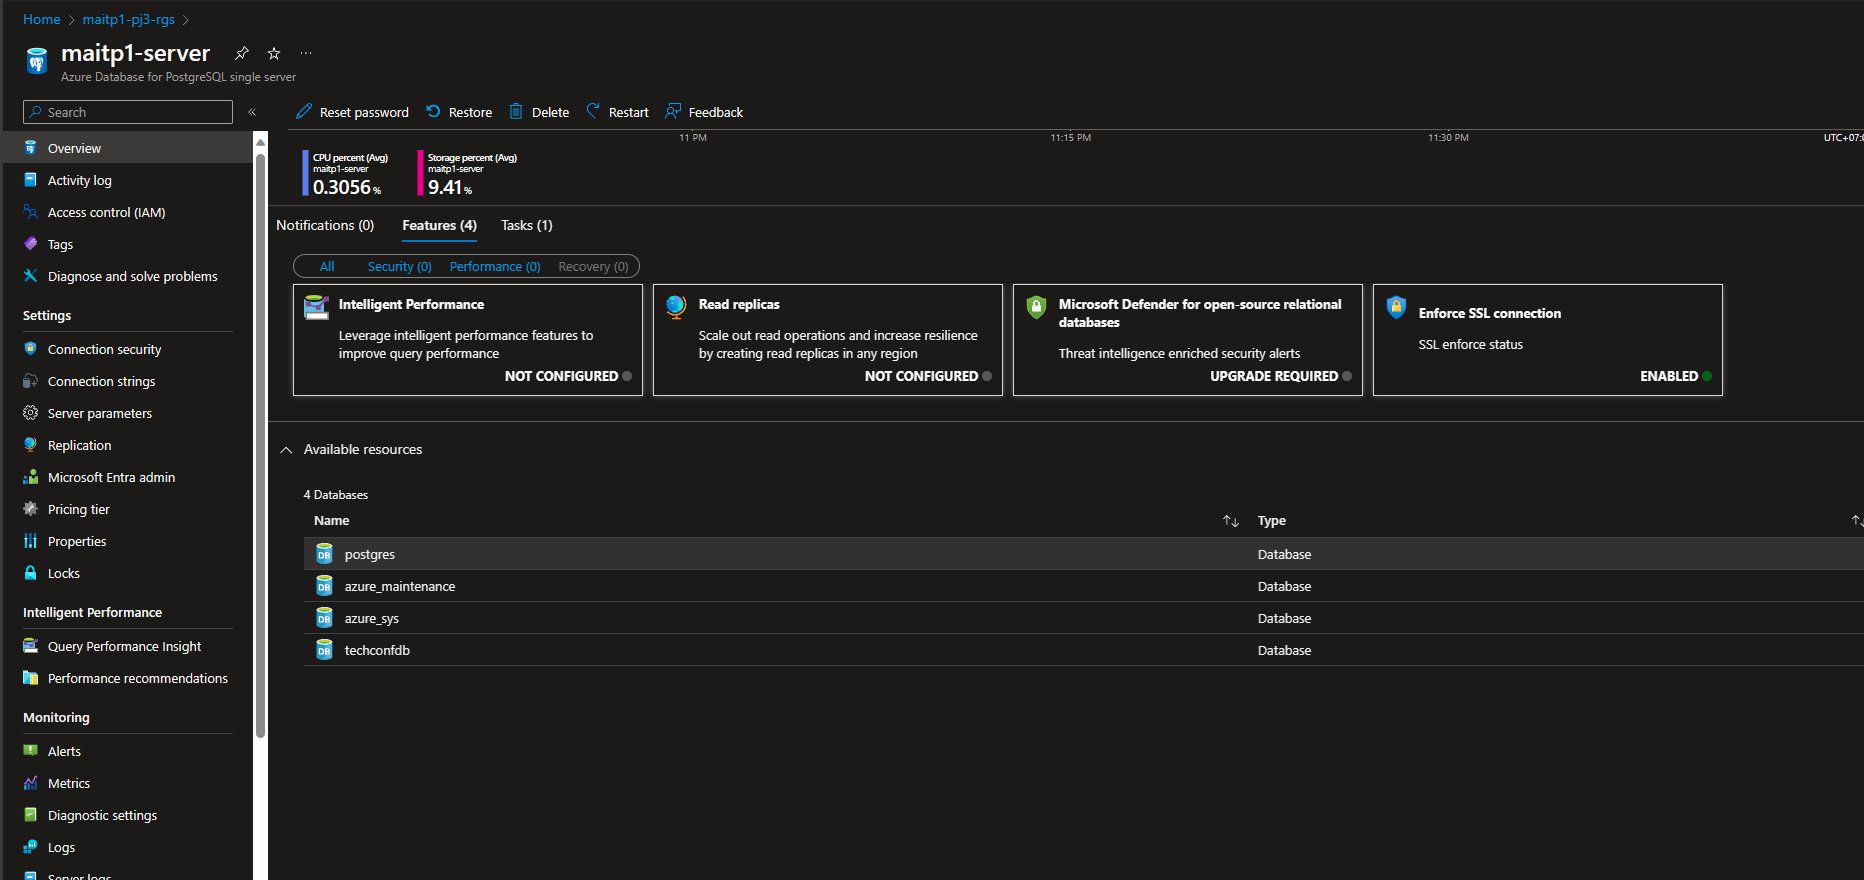 Home > maitp1-pj3-rgs >
maitp1-server
Azure Database for PostgreSQL single server
Search
«
Reset password
Restore
Delete
Restart
Feedback
Overview
Activity log
Access control (IAM)
Tags
Diagnose and solve problems
Settings
Connection security
Connection strings
Server parameters
Replication
Microsoft Entra admin
Pricing tier
Properties
Locks
Intelligent Performance
Query Performance Insight
Performance recommendations
Monitoring
Alerts
Metrics
Diagnostic settings
Logs
Server logs
11 PM
11:15 PM
11:30 PM
UTC+07:0
CPU percent (Avg)
maitp1-server
0.3056 %
Storage percent (Avg)
maitp1-server
9.41 %
Notifications (0)
Features (4)
Tasks (1)
All
Security (0)
Performance (0)
Recovery (0)
Intelligent Performance
Leverage intelligent performance features to
improve query performance
NOT CONFIGURED
Read replicas
Scale out read operations and increase resilience
by creating read replicas in any region
NOT CONFIGURED
Microsoft Defender for open-source relational
databases
Threat intelligence enriched security alerts
UPGRADE REQUIRED
Enforce SSL connection
SSL enforce status
ENABLED
Available resources
4 Databases
Name
Type
DB postgres
Database
DB azure_maintenance
Database
DB azure_sys
Database
DB techconfdb
Database